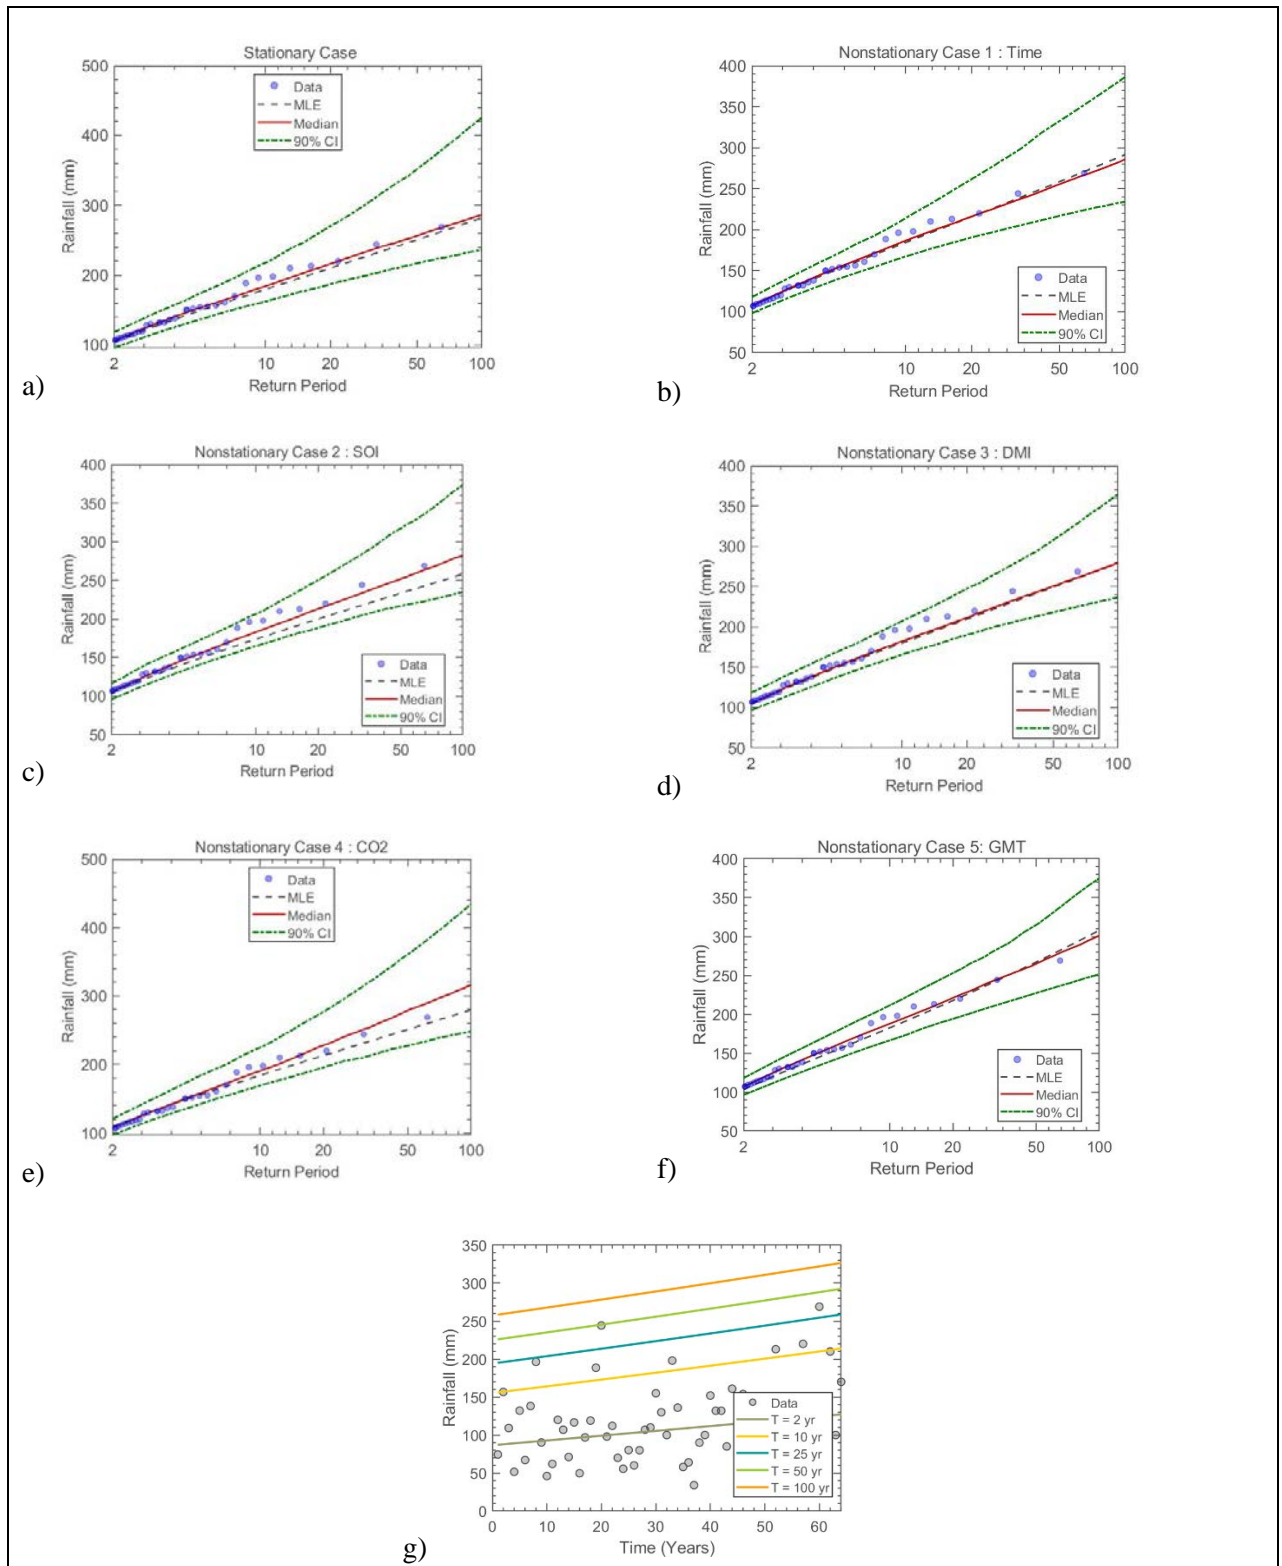 Stationary Case
500
400
300
200
100
Rainfall (mm)
Data
MLE
Median
90% CI
2 10 20 50 100
Return Period
a)
Nonstationary Case 1 : Time
400
350
300
250
200
150
100
50
Rainfall (mm)
Data
MLE
Median
90% CI
2 10 20 50 100
Return Period
b)
Nonstationary Case 2 : SOI
400
350
300
250
200
150
100
50
Rainfall (mm)
Data
MLE
Median
90% CI
2 10 20 50 100
Return Period
c)
Nonstationary Case 3 : DMI
400
350
300
250
200
150
100
50
Rainfall (mm)
Data
MLE
Median
90% CI
2 10 20 50 100
Return Period
d)
Nonstationary Case 4 : CO2
500
400
300
200
100
Rainfall (mm)
Data
MLE
Median
90% CI
2 10 20 50 100
Return Period
e)
Nonstationary Case 5: GMT
400
350
300
250
200
150
100
50
Rainfall (mm)
Data
MLE
Median
90% CI
2 10 20 50 100
Return Period
f)
350
300
250
200
150
100
50
0
Rainfall (mm)
Data
T = 2 yr
T = 10 yr
T = 25 yr
T = 50 yr
T = 100 yr
0 10 20 30 40 50 60
Time (Years)
g)